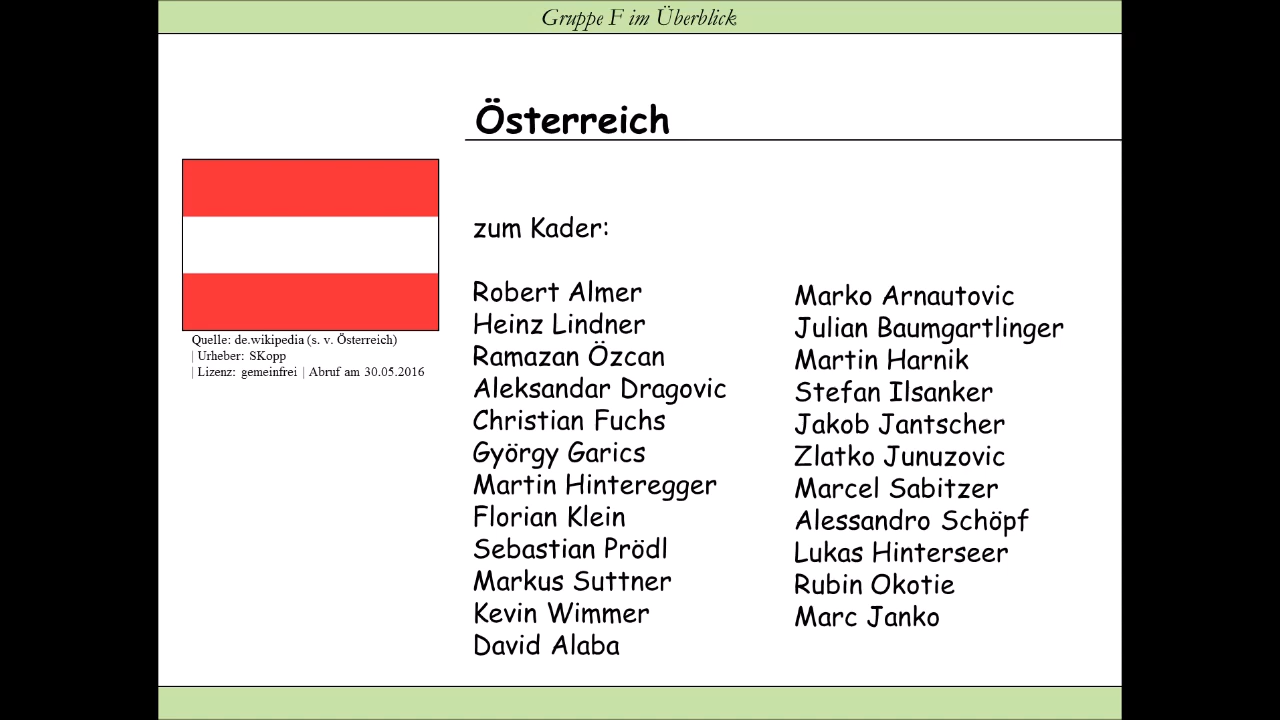 Gruppe F im Überblick
Österreich
Quelle: de.wikipedia (s. v. Österreich)
| Urheber: SKopp
| Lizenz: gemeinfrei | Abruf am 30.05.2016
zum Kader:
Robert Almer
Heinz Lindner
Ramazan Özcan
Aleksandar Dragovic
Christian Fuchs
György Garics
Martin Hinteregger
Florian Klein
Sebastian Prödl
Markus Suttner
Kevin Wimmer
David Alaba
Marko Arnautovic
Julian Baumgartlinger
Martin Harnik
Stefan Ilsanker
Jakob Jantscher
Zlatko Junuzovic
Marcel Sabitzer
Alessandro Schöpf
Lukas Hinterseer
Rubin Okotie
Marc Janko